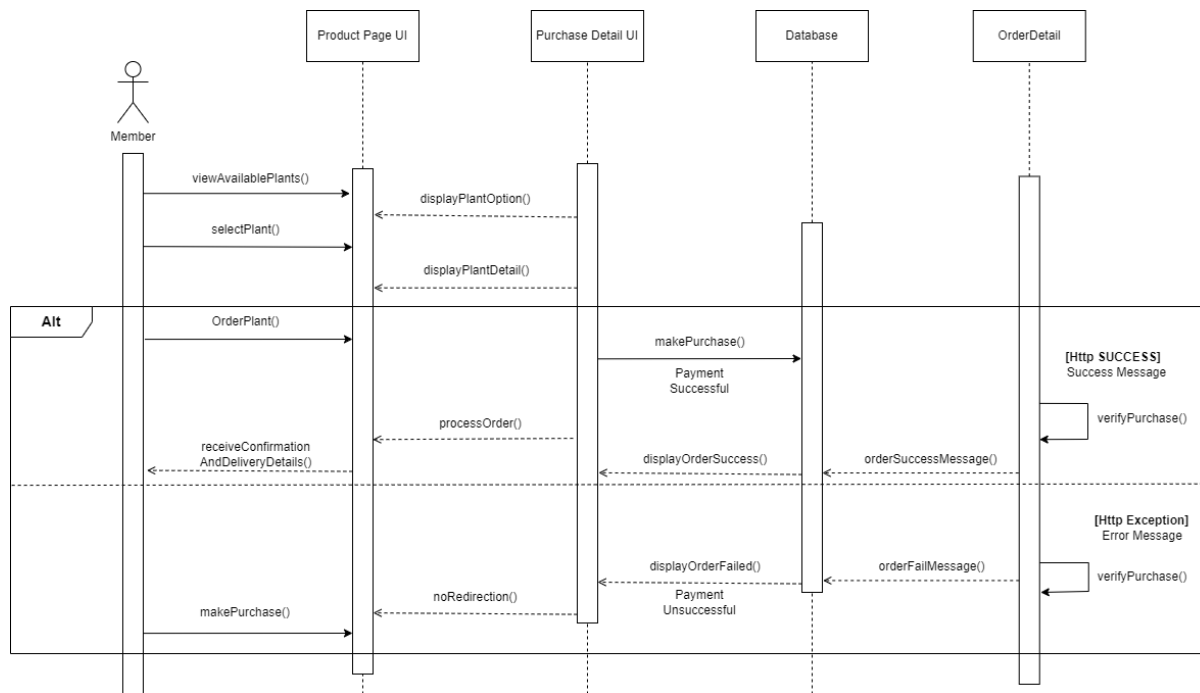 Product Page UI
Purchase Detail UI
Database
OrderDetail
Member
viewAvailablePlants()
displayPlantOption()
selectPlant()
displayPlantDetail()
Alt
OrderPlant()
makePurchase()
Payment
Successful
[Http SUCCESS]
Success Message
verifyPurchase()
processOrder()
receiveConfirmation
AndDeliveryDetails()
displayOrderSuccess()
orderSuccessMessage()
[Http Exception]
Error Message
verifyPurchase()
displayOrderFailed()
orderFailMessage()
Payment
Unsuccessful
noRedirection()
makePurchase()